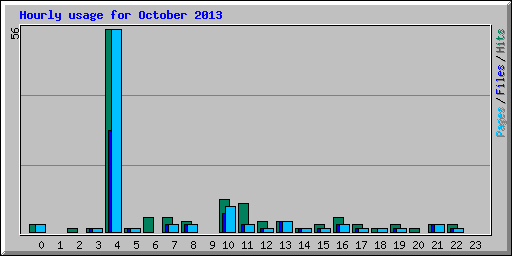 Hourly usage for October 2013
56
Pages/Files/Hits
0 1 2 3 4 5 6 7 8 9 10 11 12 13 14 15 16 17 18 19 20 21 22 23